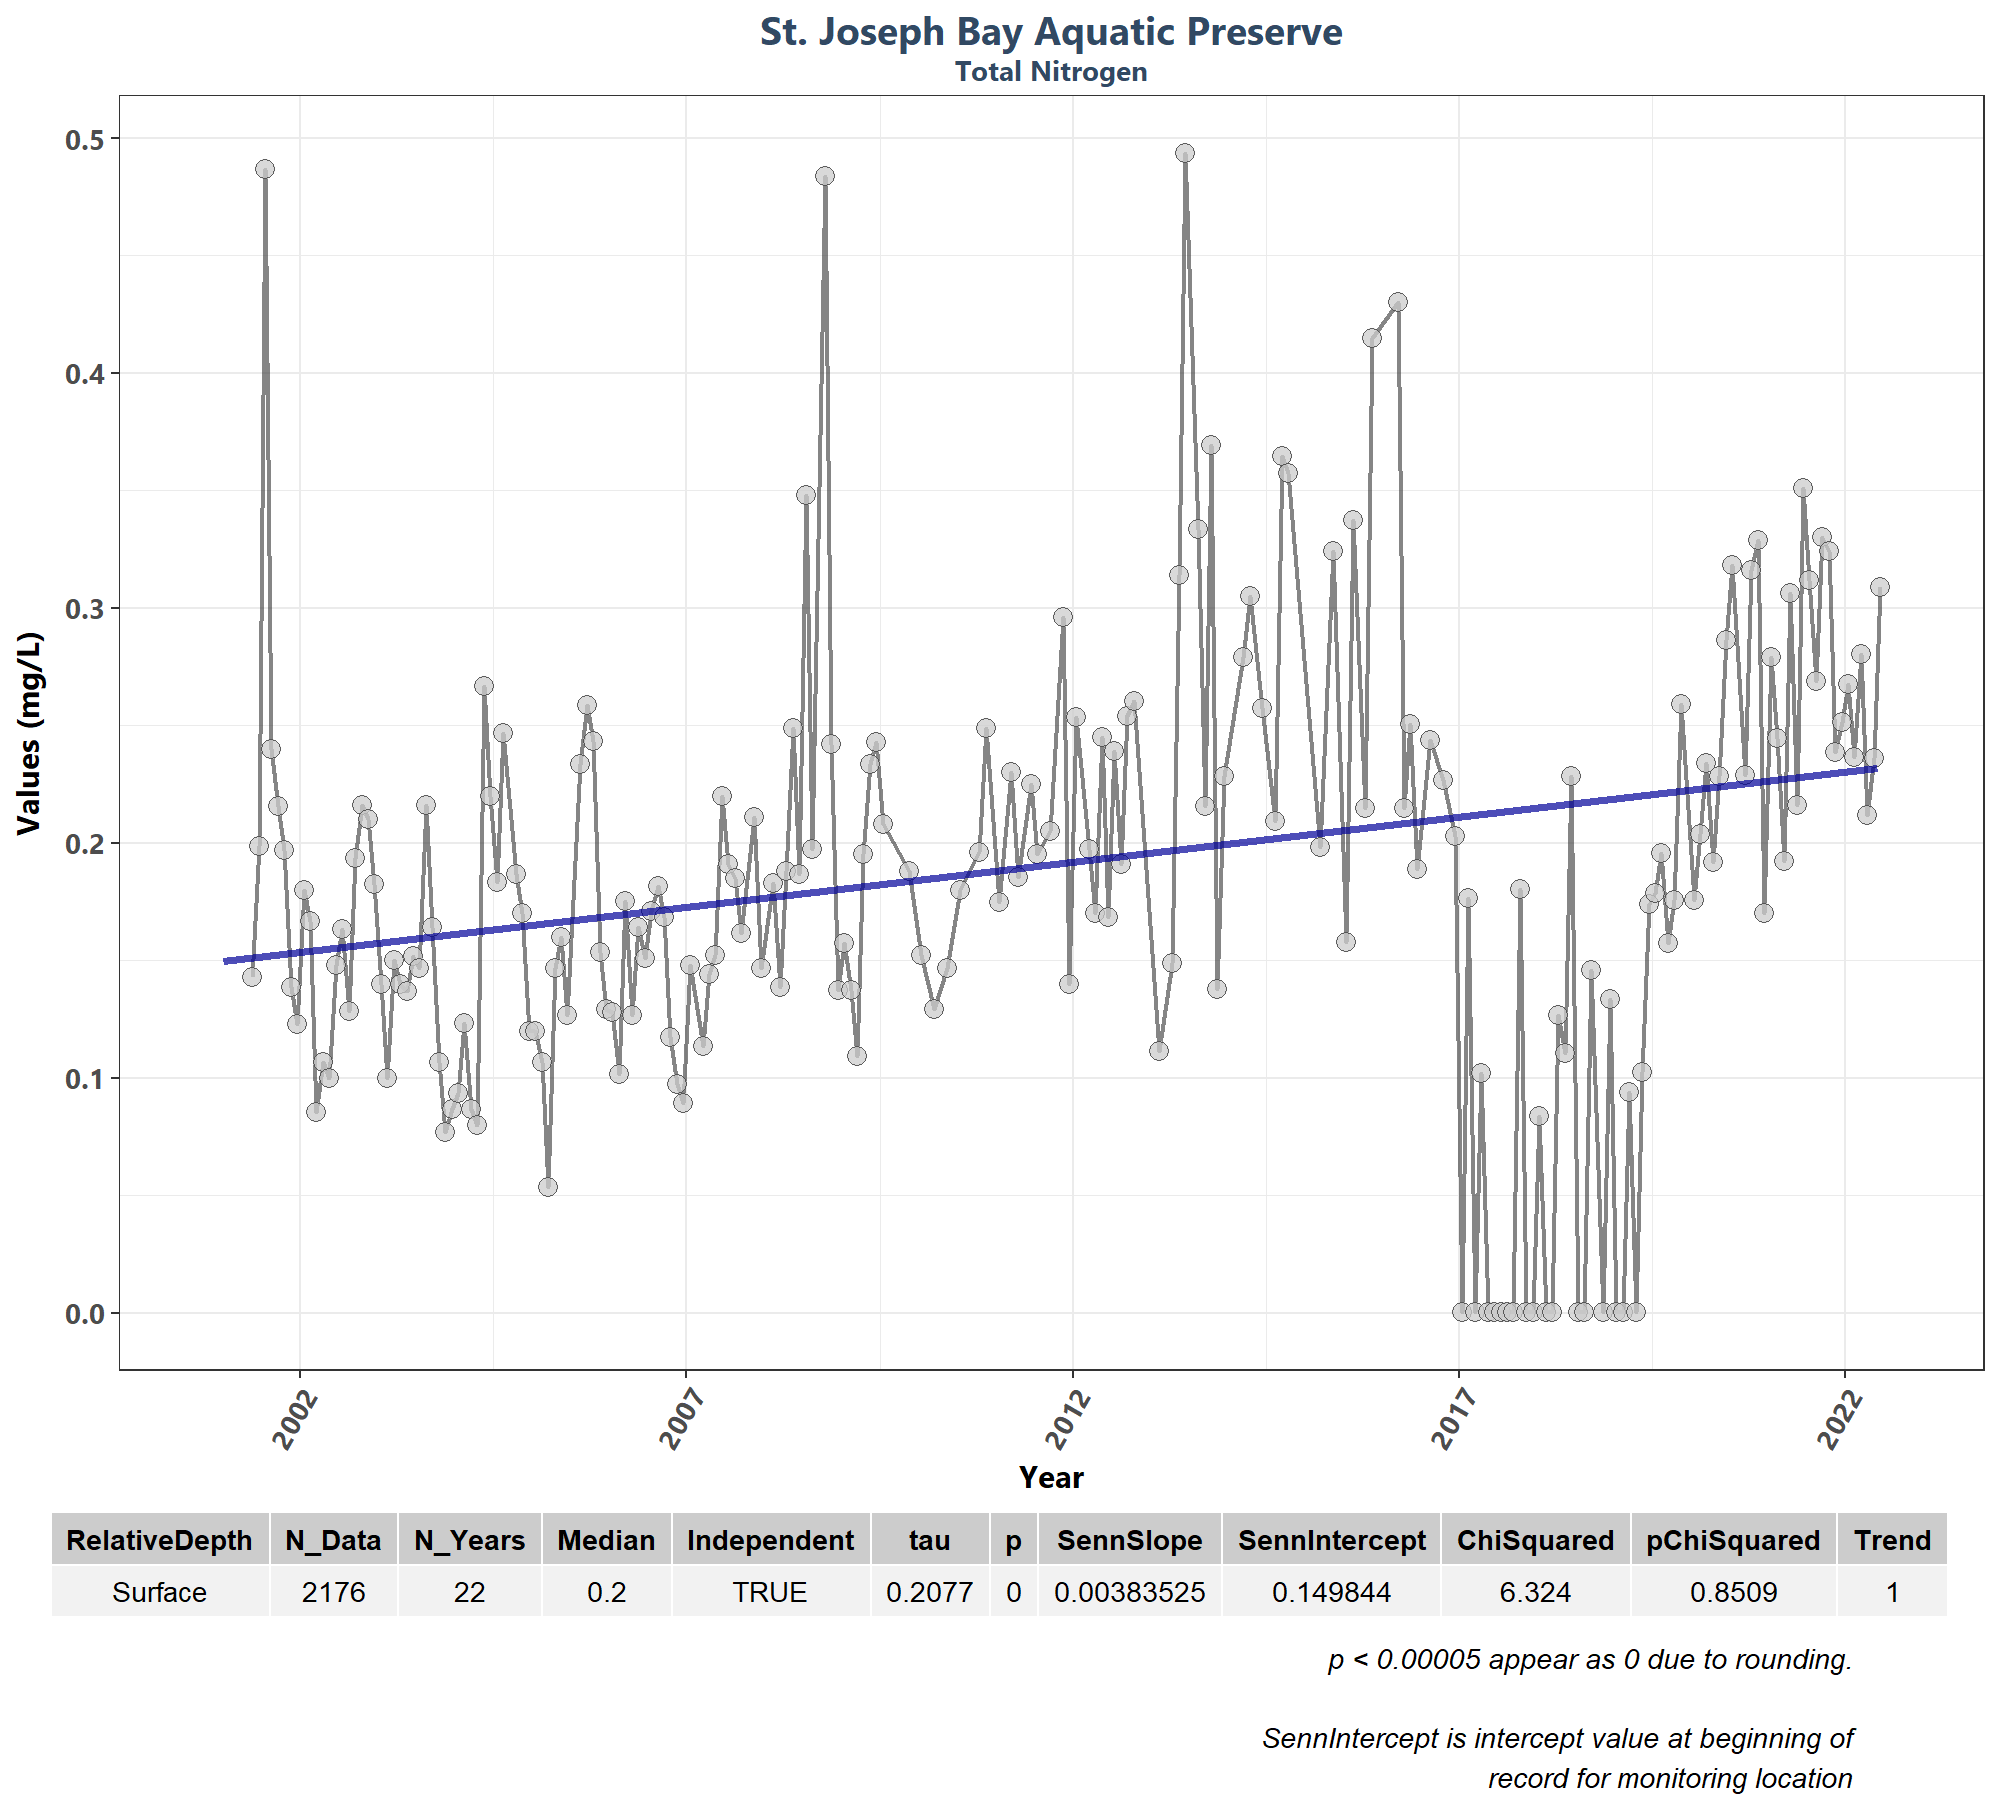 St. Joseph Bay Aquatic Preserve
Total Nitrogen
0.5
0.4
0.3
0.2
0.1
0.0
Values (mg/L)
2002 2007 2012 2017 2022
Year
RelativeDepth N_Data N_Years Median Independent tau p SennSlope SennIntercept ChiSquared pChiSquared Trend
Surface 2176 22 0.2 TRUE 0.2077 0 0.00383525 0.149844 6.324 0.8509 1
p < 0.00005 appear as 0 due to rounding.
SennIntercept is intercept value at beginning of
record for monitoring location